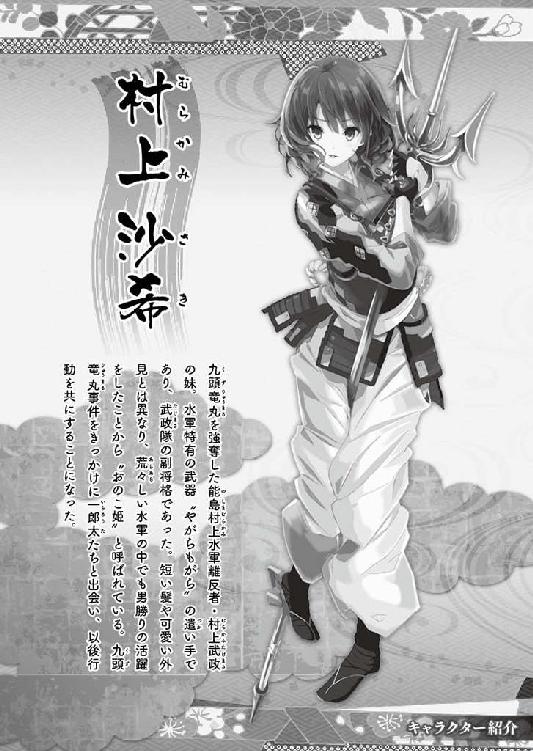 村上 沙希
むらかみ さき
九頭竜丸を強奪した能島村上水軍離反者・村上武政
の妹。水軍特有の武器〝やがらもがら〟の遣い手で
あり、武政隊の副将格であった。短い髪や可愛い外
見とは異なり、荒々しい水軍の中でも男勝りの活躍
をしたことから〝おのこ姫〟と呼ばれている。九頭
竜丸事件をきっかけに一郎太たちと出会い、以後行
動を共にすることになった。
キャラクター紹介